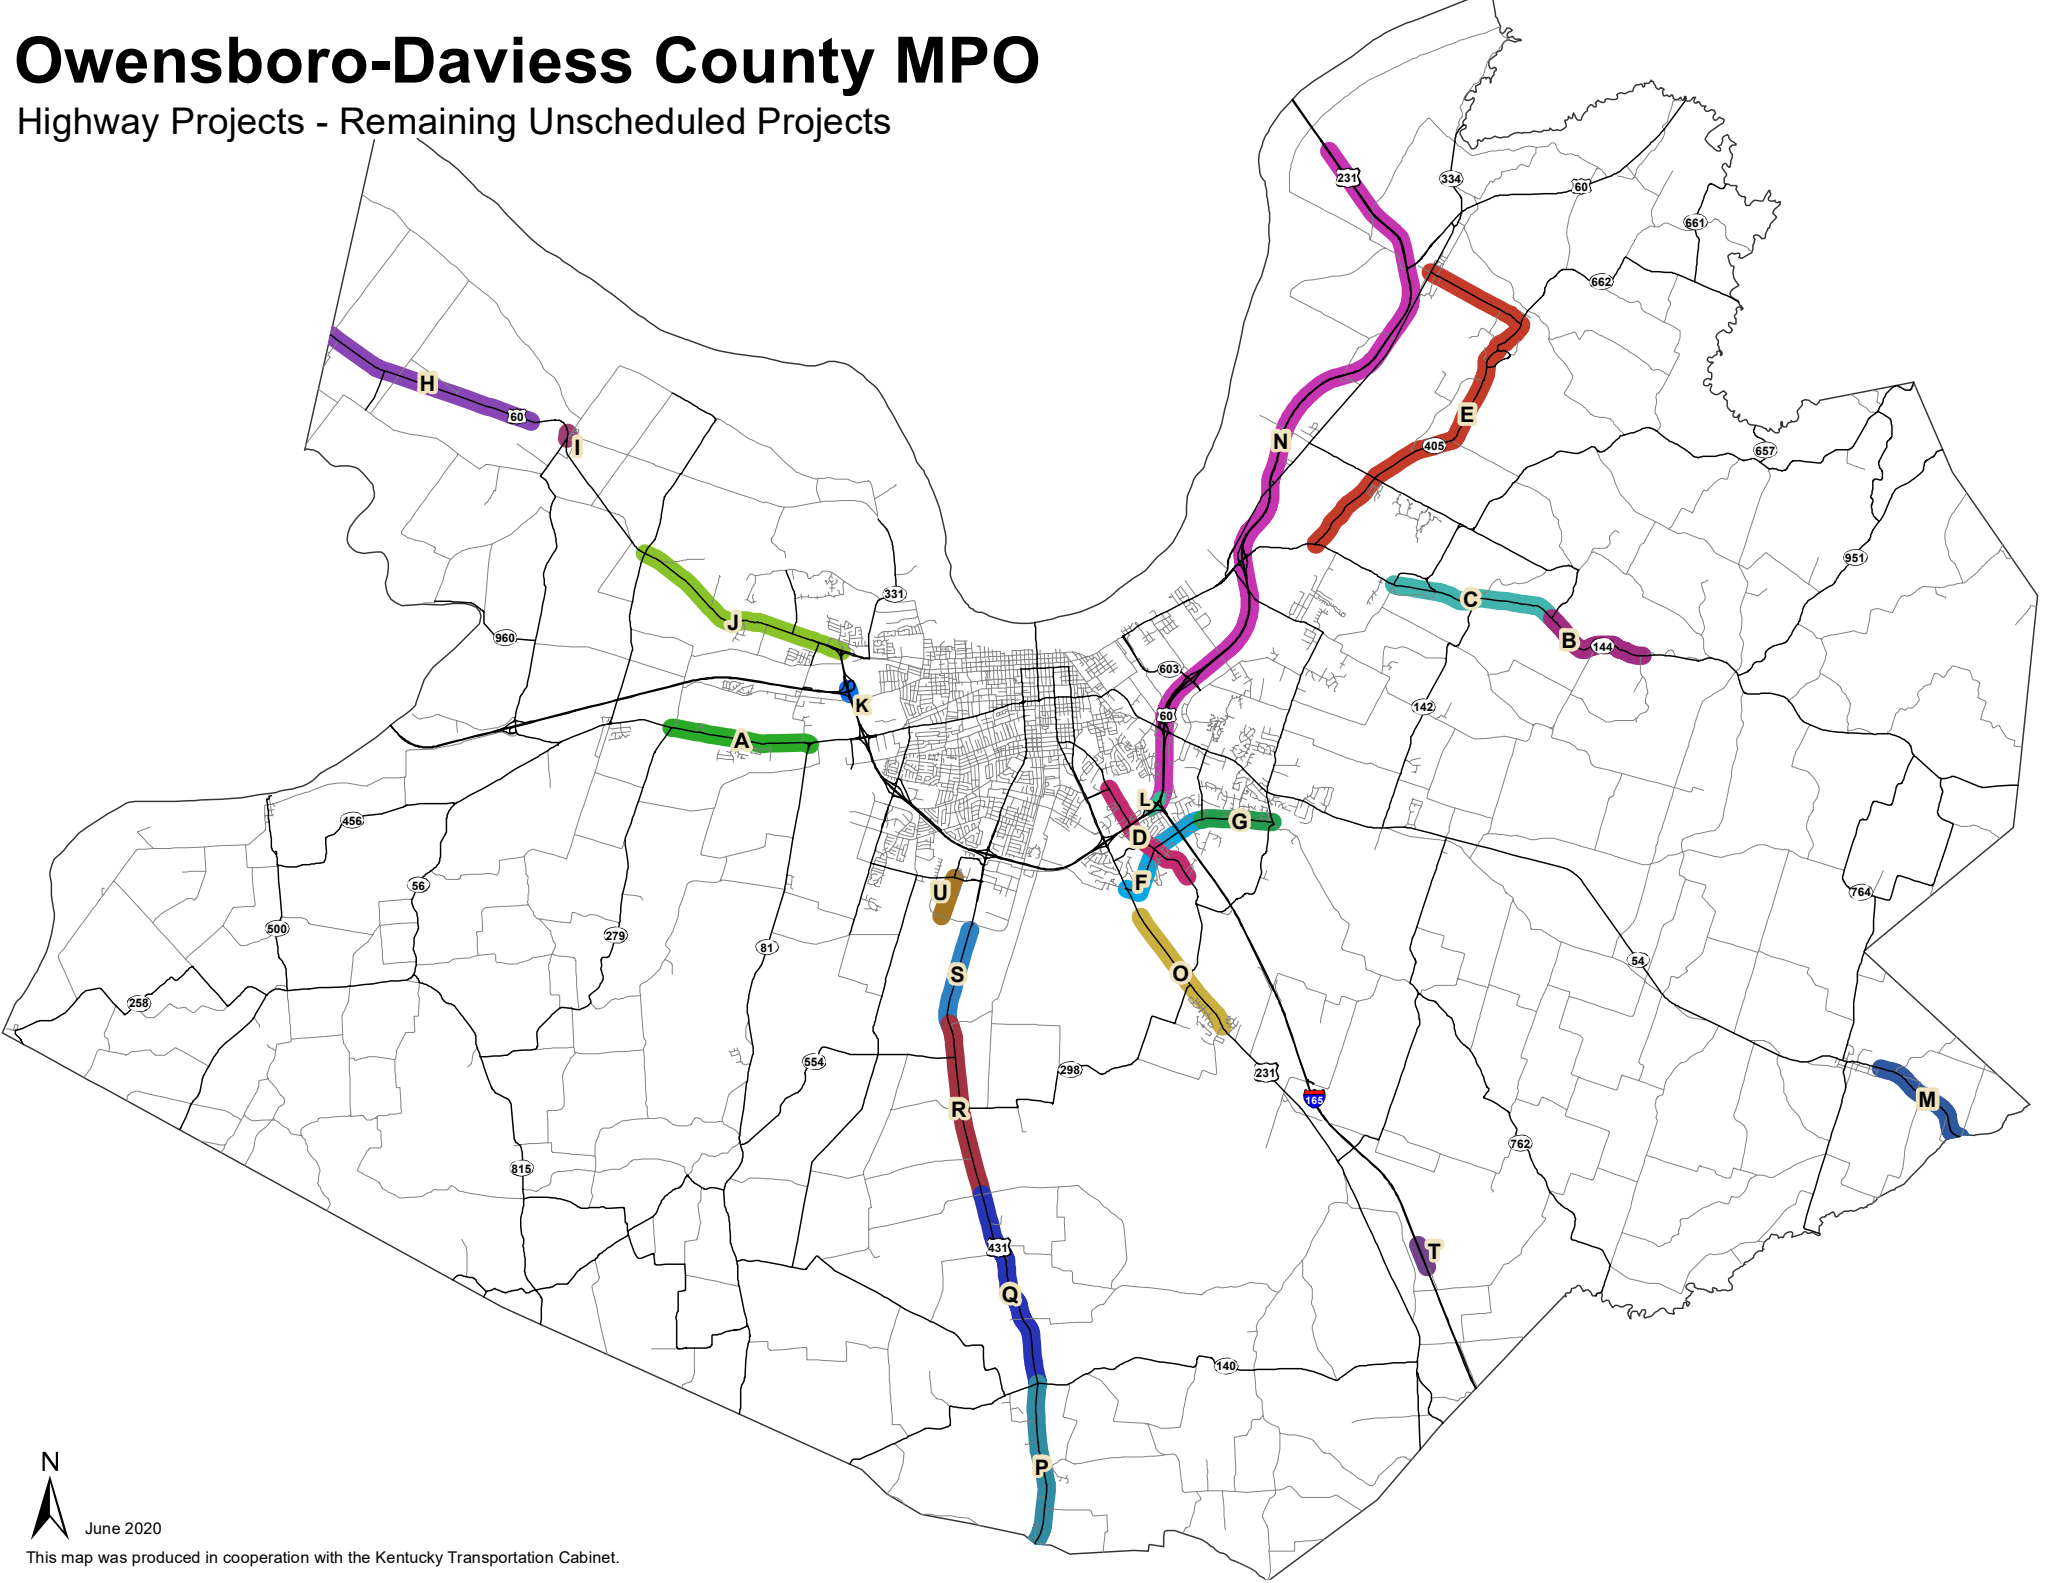 Owensboro-Daviess County MPO
Highway Projects - Remaining Unscheduled Projects
231
334
60
661
662
H
60
I
E
405
N
657
951
331
C
J
960
B
144
603
K
142
60
A
L
456
G
D
F
56
U
764
500
279
81
54
S
O
258
554
298
231
165
M
R
762
815
431
T
Q
140
P
N
June 2020
This map was produced in cooperation with the Kentucky Transportation Cabinet.